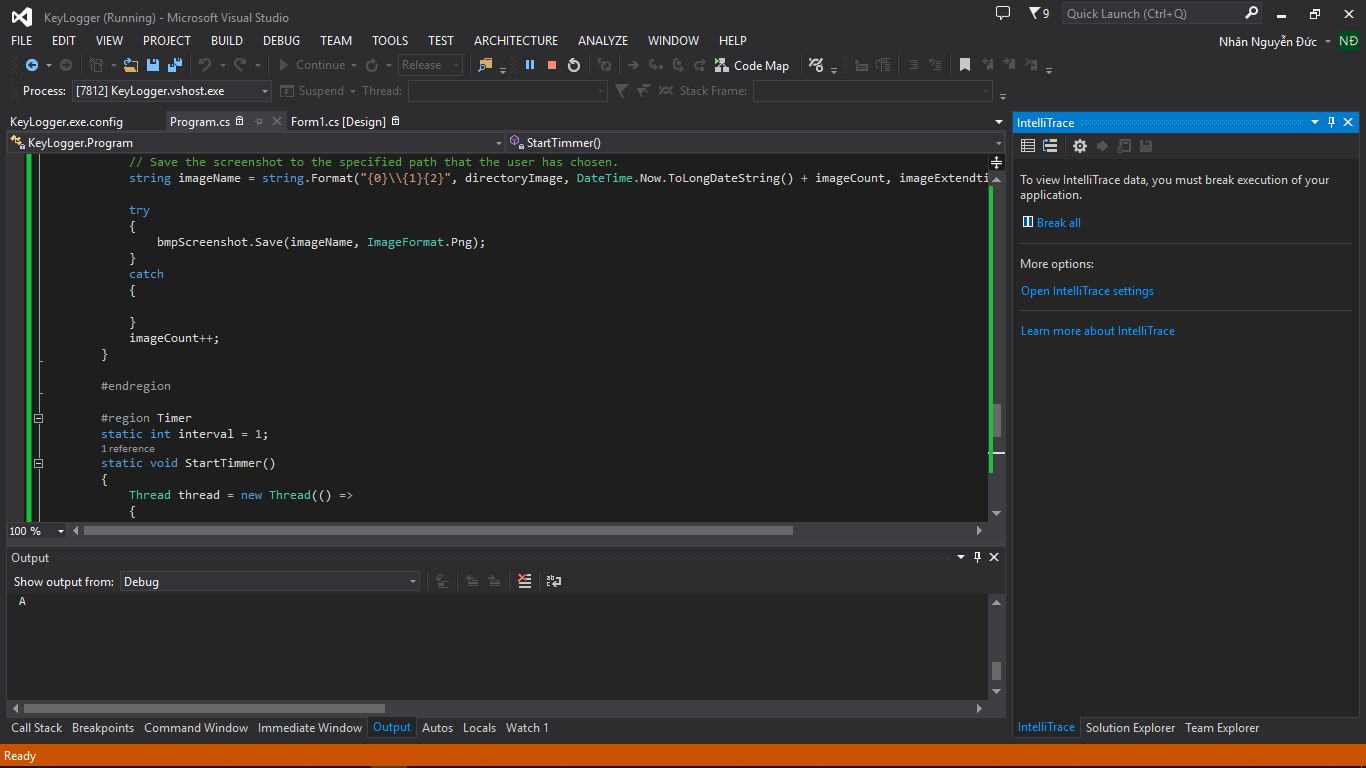 KeyLogger (Running) - Microsoft Visual Studio
9
Quick Launch (Ctrl+Q)
FILE EDIT VIEW PROJECT BUILD DEBUG TEAM TOOLS TEST ARCHITECTURE ANALYZE WINDOW HELP
Nhân Nguyễn Đức
NĐ
Continue
Release
Code Map
Process: [7812] KeyLogger.vshost.exe
Suspend
Thread:
Stack Frame:
KeyLogger.exe.config
Program.cs
Form1.cs [Design]
KeyLogger.Program
StartTimmer()
// Save the screenshot to the specified path that the user has chosen.
string imageName = string.Format("{0}\\{1}{2}", directoryImage, DateTime.Now.ToLongDateString() + imageCount, imageExtendti
try
{
bmpScreenshot.Save(imageName, ImageFormat.Png);
}
catch
{
}
imageCount++;
}
#endregion
#region Timer
static int interval = 1;
1 reference
static void StartTimmer()
{
Thread thread = new Thread(() =>
{
100 %
Output
Show output from: Debug
A
Call Stack Breakpoints Command Window Immediate Window Output Autos Locals Watch 1
IntelliTrace
To view IntelliTrace data, you must break execution of your
application.
Break all
More options:
Open IntelliTrace settings
Learn more about IntelliTrace
IntelliTrace Solution Explorer Team Explorer
Ready